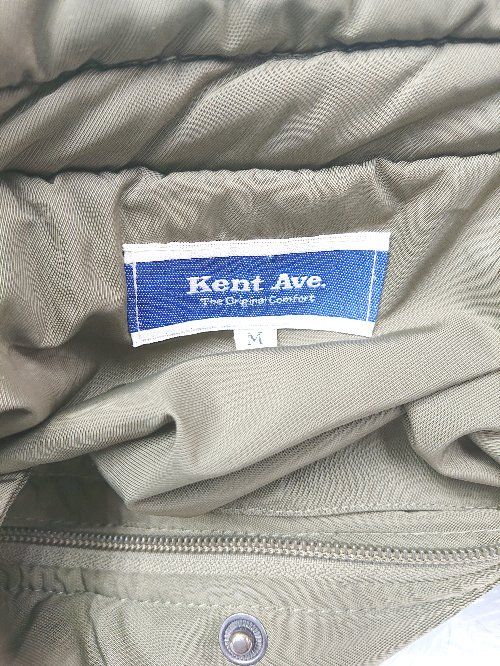 Kent Ave.
The Original Comfort
M